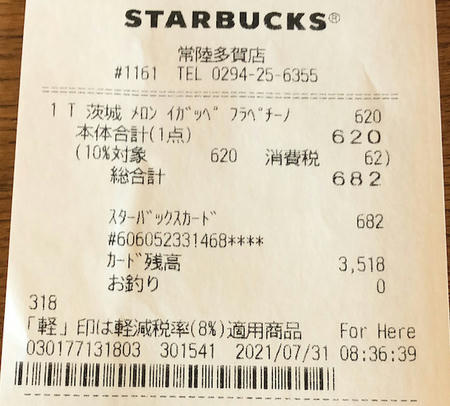 STARBUCKS®
常陸多賀店
#1161 TEL 0294-25-6355
1 T 茨城 メロン イガッペ フラペチーノ 620
本体合計(1点) 620
(10%対象 620 消費税 62)
総合計 682
スターバックスカード 682
#606052331468****
カード残高 3,518
お釣り 0
318
「軽」印は軽減税率(8%)適用商品 For Here
030177131803 301541 2021/07/31 08:36:39